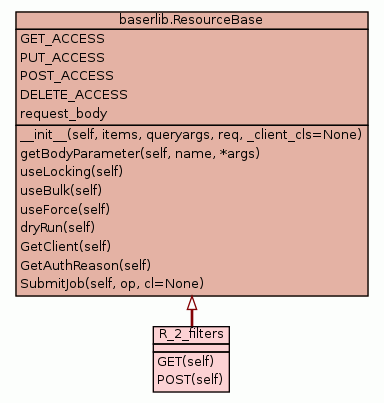 baserlib.ResourceBase
GET_ACCESS
PUT_ACCESS
POST_ACCESS
DELETE_ACCESS
request_body
__init__(self, items, queryargs, req, _client_cls=None)
getBodyParameter(self, name, *args)
useLocking(self)
useBulk(self)
useForce(self)
dryRun(self)
GetClient(self)
GetAuthReason(self)
SubmitJob(self, op, cl=None)
R_2_filters
GET(self)
POST(self)